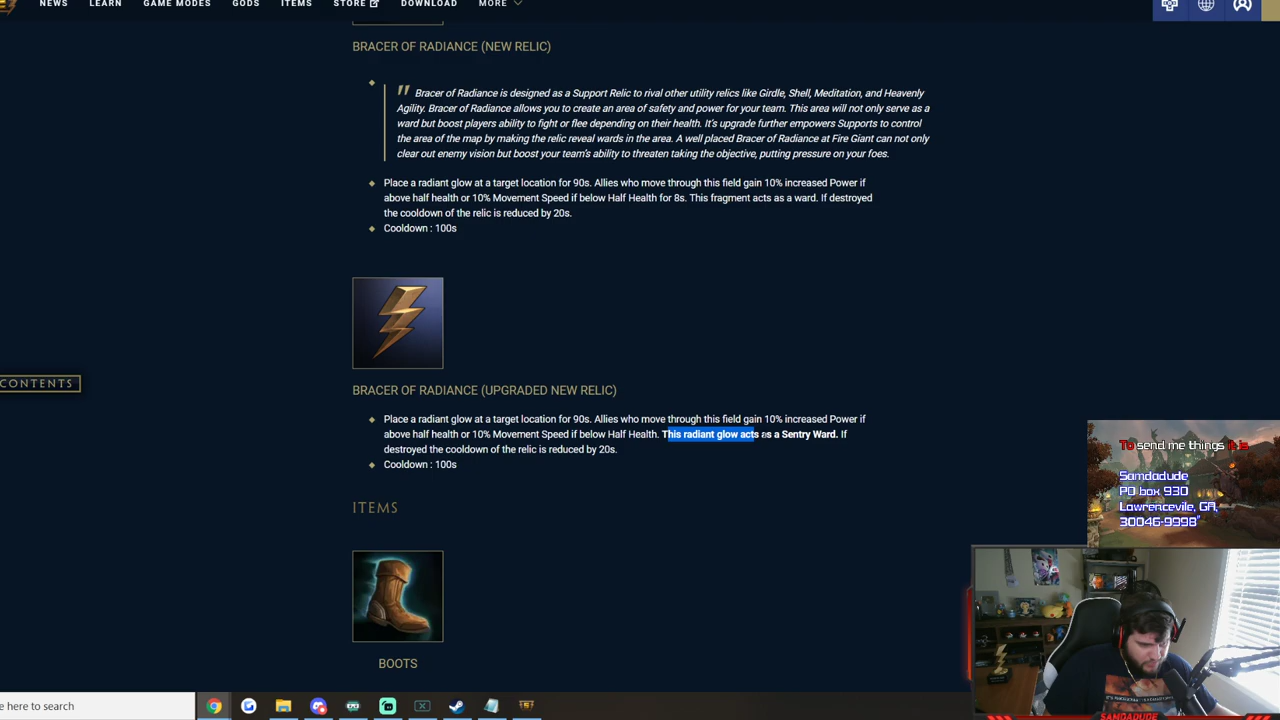 NEWS LEARN GAME MODES GODS ITEMS STORE DOWNLOAD MORE
BRACER OF RADIANCE (NEW RELIC)
" Bracer of Radiance is designed as a Support Relic to rival other utility relics like Girdle, Shell, Meditation, and Heavenly
Agility. Bracer of Radiance allows you to create an area of safety and power for your team. This area will not only serve as a
ward but boost players ability to fight or flee depending on their health. It's upgrade further empowers Supports to control
the area of the map by making the relic reveal wards in the area. A well placed Bracer of Radiance at Fire Giant can not only
clear out enemy vision but boost your team's ability to threaten taking the objective, putting pressure on your foes.
Place a radiant glow at a target location for 90s. Allies who move through this field gain 10% increased Power if
above half health or 10% Movement Speed if below Half Health for 8s. This fragment acts as a ward. If destroyed
the cooldown of the relic is reduced by 20s.
Cooldown : 100s
CONTENTS
BRACER OF RADIANCE (UPGRADED NEW RELIC)
Place a radiant glow at a target location for 90s. Allies who move through this field gain 10% increased Power if
above half health or 10% Movement Speed if below Half Health. This radiant glow acts as a Sentry Ward. If
destroyed the cooldown of the relic is reduced by 20s.
Cooldown : 100s
ITEMS
BOOTS
To send me things it is
Samdadude
PO box 930
Lawrencevile, GA,
30046-9998"
e here to search
SAMDADUDE